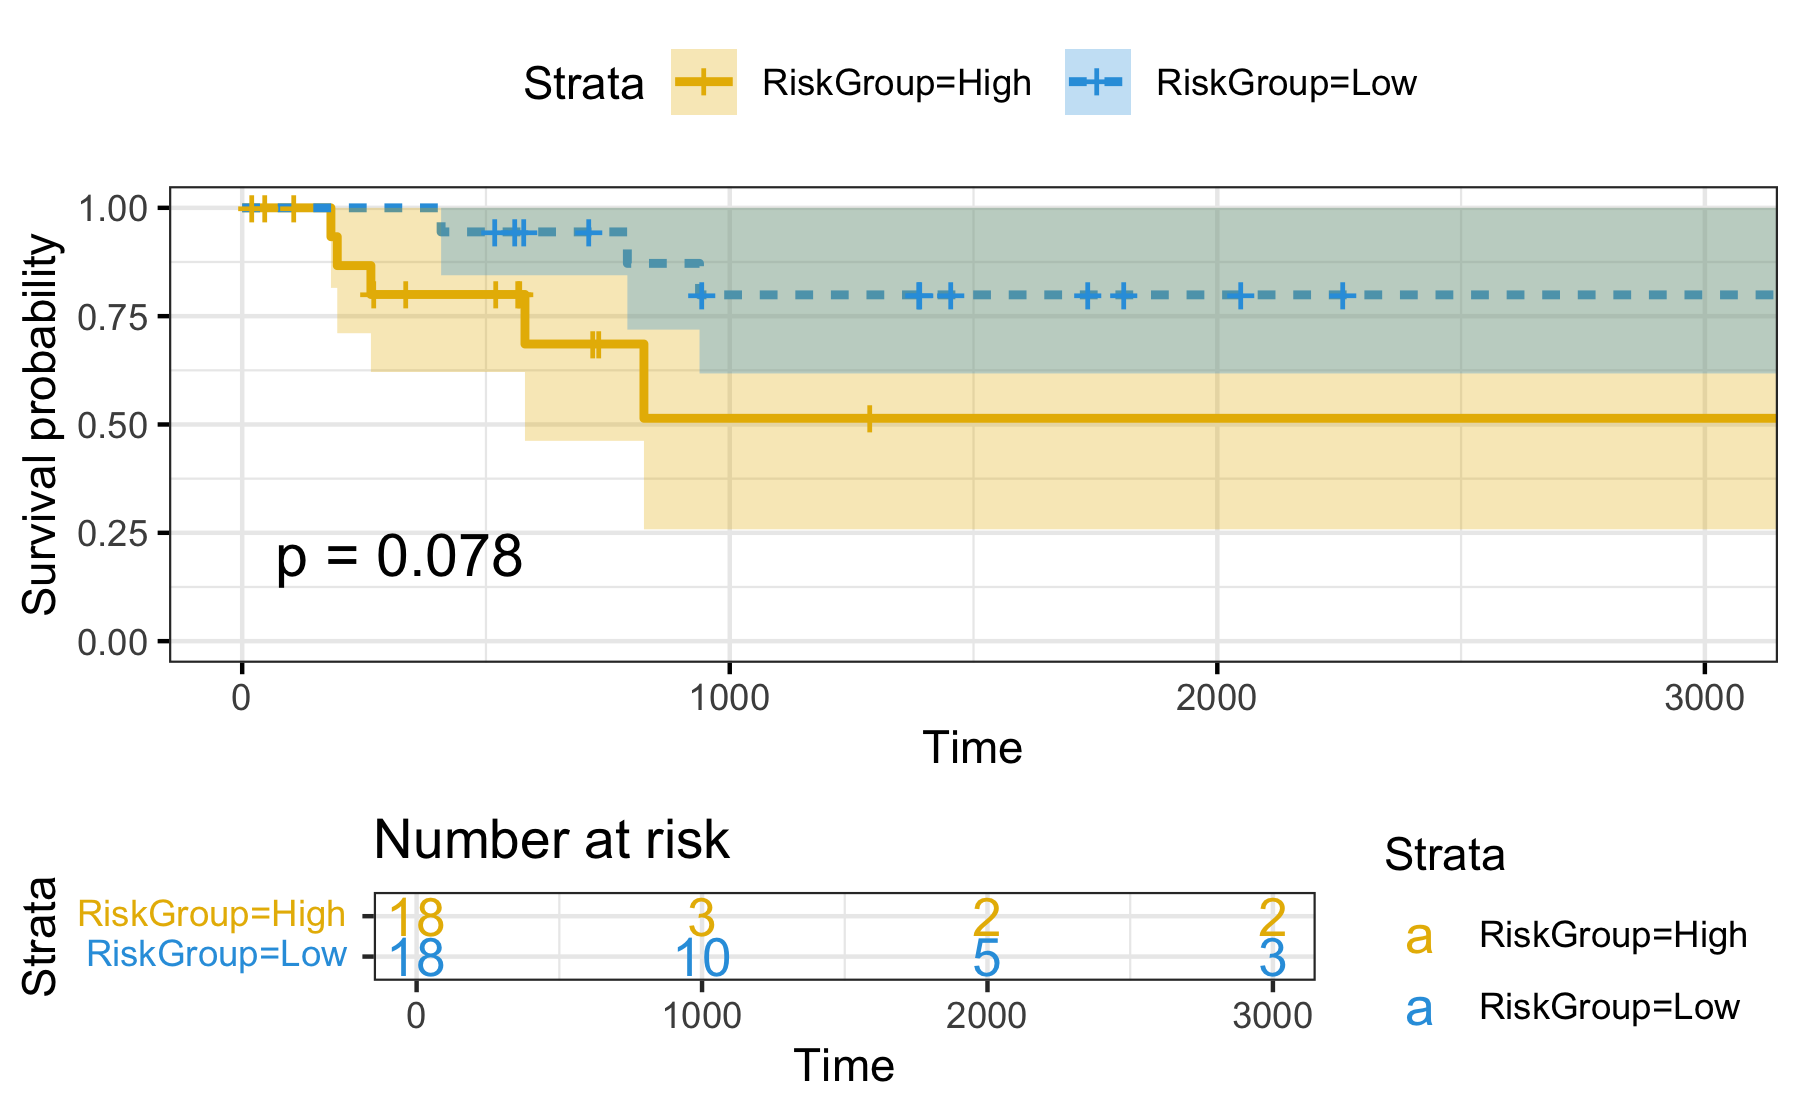 Strata RiskGroup=High RiskGroup=Low
Survival probability
1.00
0.75
0.50
0.25
0.00
p = 0.078
0 1000 2000 3000
Time
Number at risk
Strata
RiskGroup=High 18 3 2 2
RiskGroup=Low 18 10 5 3
0 1000 2000 3000
Time
Strata
a RiskGroup=High
a RiskGroup=Low